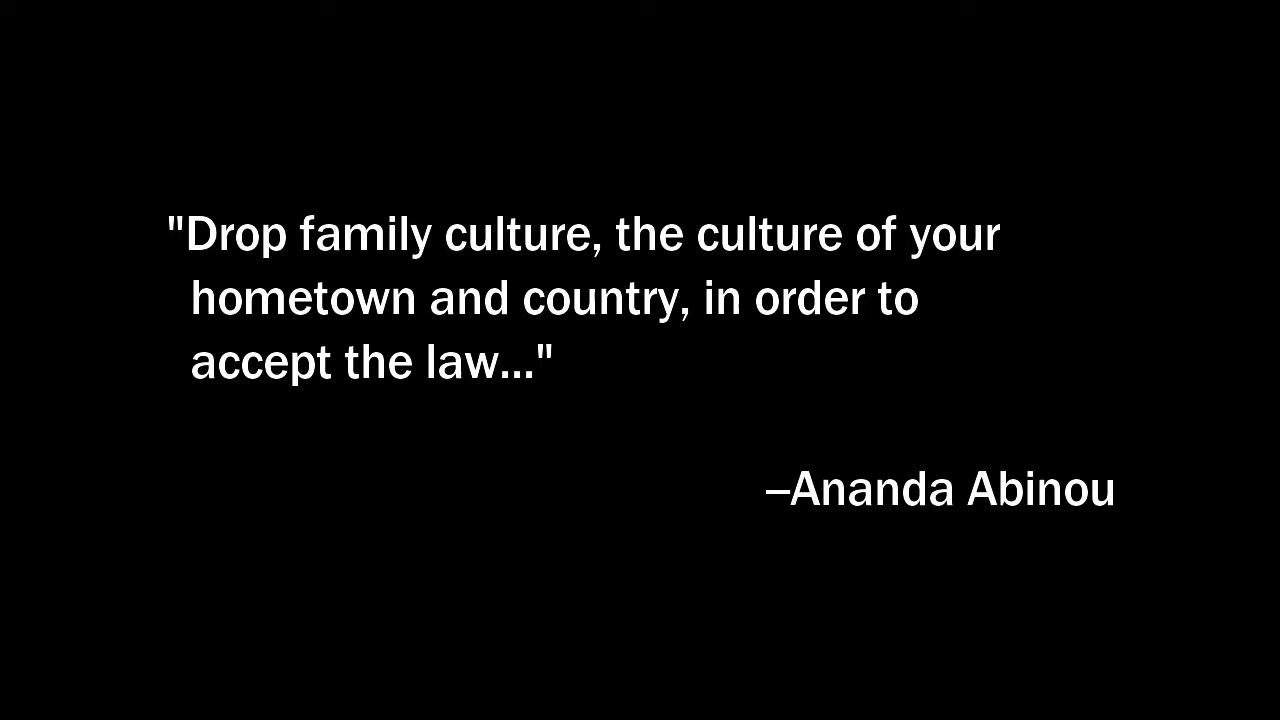 "Drop family culture, the culture of your
hometown and country, in order to
accept the law..."
–Ananda Abinou